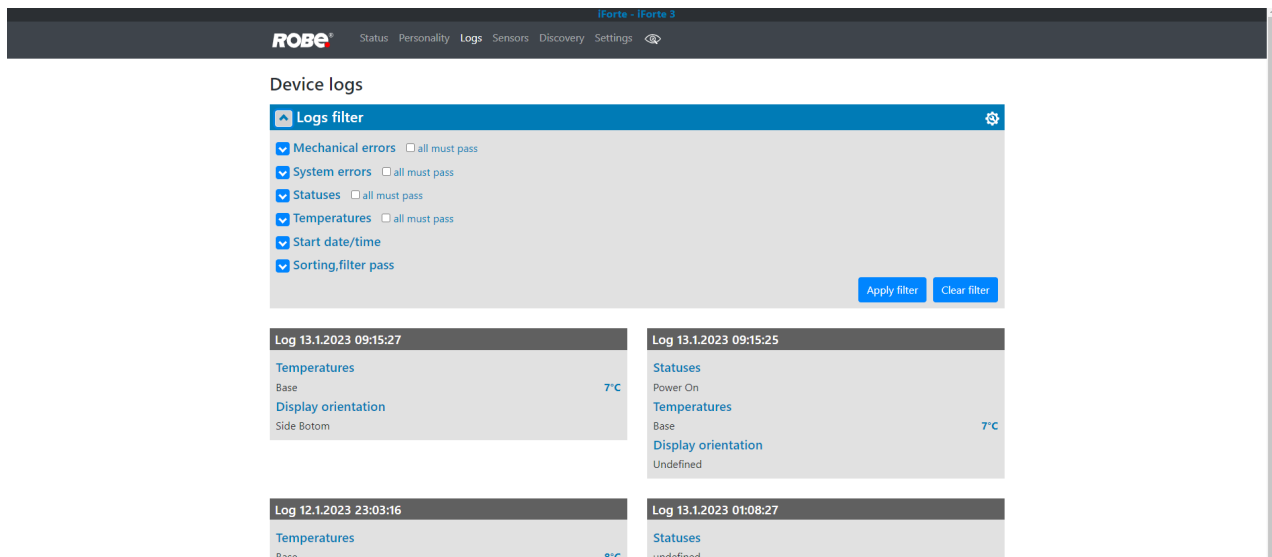 iForte - iForte 3
ROBe® Status Personality Logs Sensors Discovery Settings
Device logs
Logs filter
Mechanical errors all must pass
System errors all must pass
Statuses all must pass
Temperatures all must pass
Start date/time
Sorting,filter pass
Apply filter Clear filter
Log 13.1.2023 09:15:27
Temperatures
Base 7°C
Display orientation
Side Botom
Log 13.1.2023 09:15:25
Statuses
Power On
Temperatures
Base 7°C
Display orientation
Undefined
Log 12.1.2023 23:03:16
Temperatures
Base 8°C
Log 13.1.2023 01:08:27
Statuses
undefined